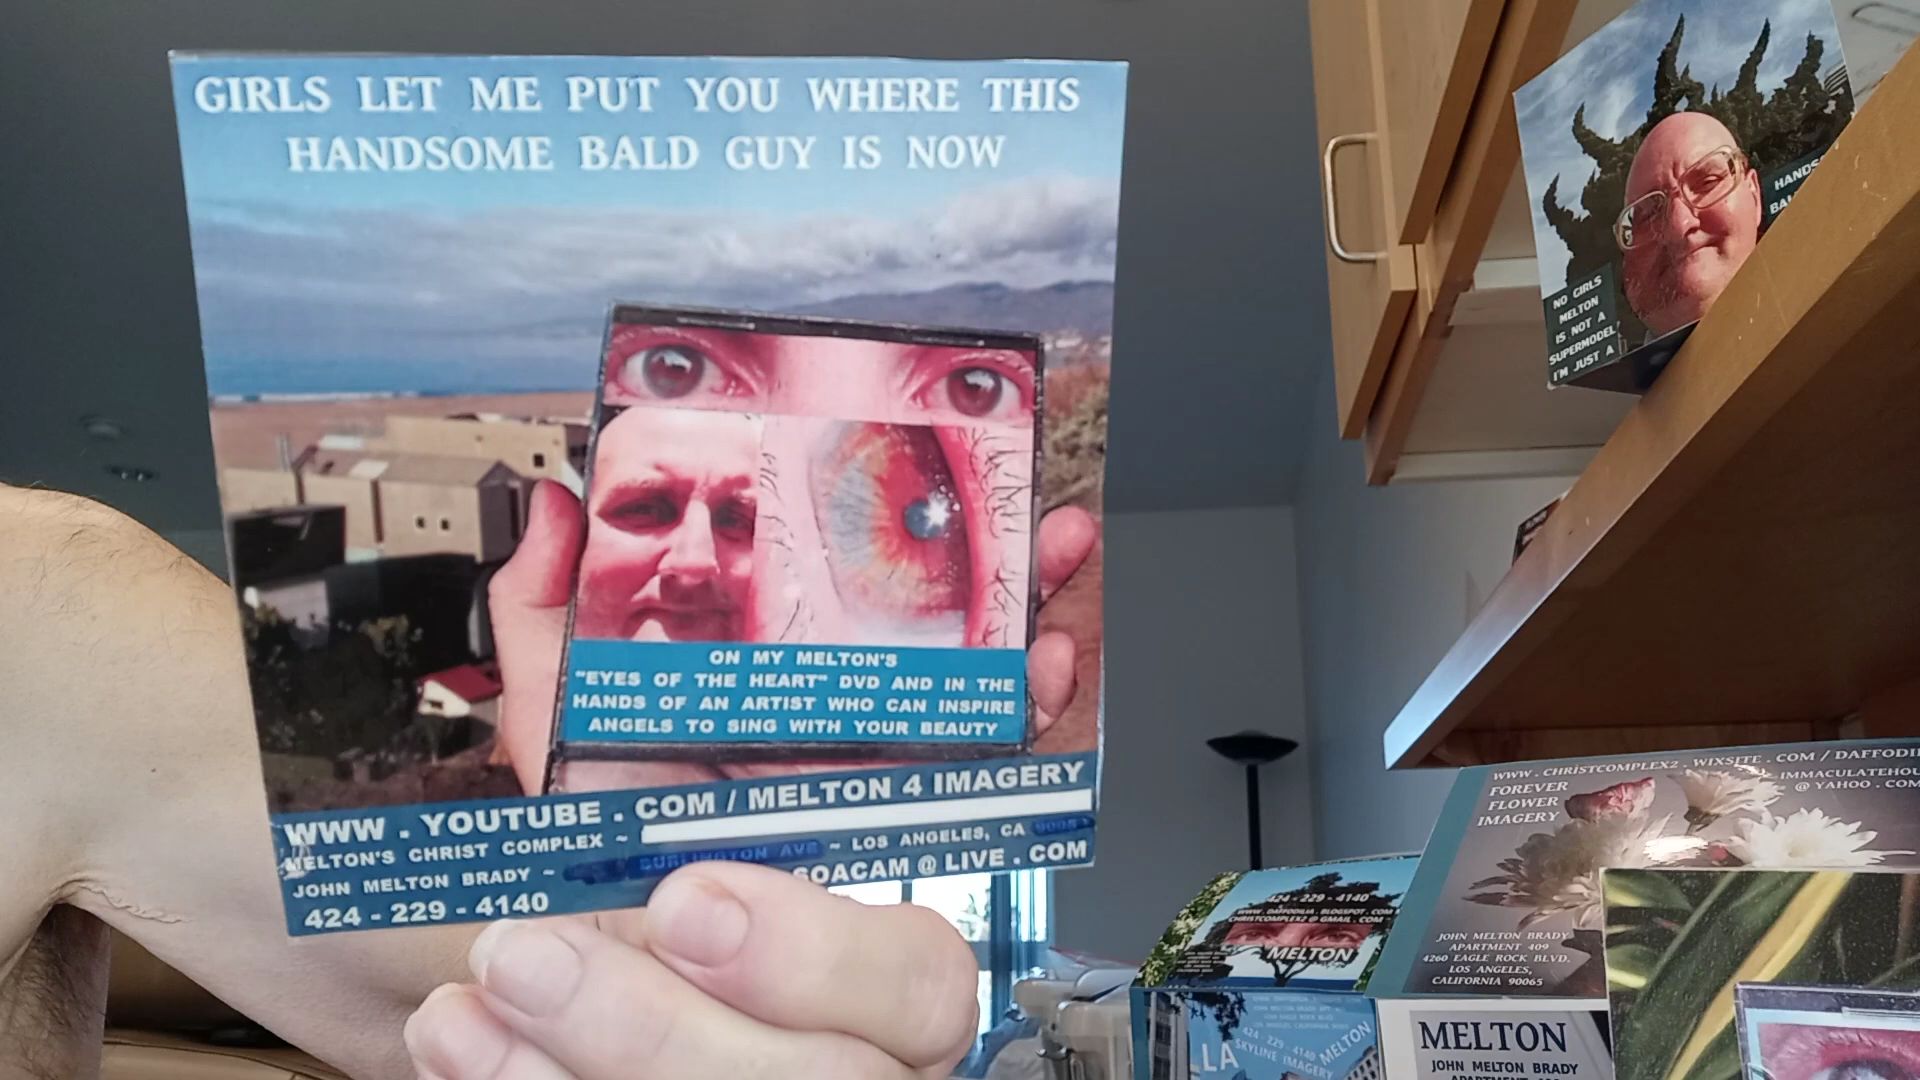 GIRLS LET ME PUT YOU WHERE THIS
HANDSOME BALD GUY IS NOW
ON MY MELTON'S
"EYES OF THE HEART" DVD AND IN THE
HANDS OF AN ARTIST WHO CAN INSPIRE
ANGELS TO SING WITH YOUR BEAUTY
WWW . YOUTUBE . COM / MELTON 4 IMAGERY
MELTON'S CHRIST COMPLEX ~
JOHN MELTON BRADY ~ BURLINGTON AVE ~ LOS ANGELES, CA
424 - 229 - 4140
@ LIVE . COM
NO GIRLS
MELTON
IS NOT A
SUPERMODEL
I'M JUST A
WWW . CHRISTCOMPLEX2 . WIXSITE . COM /
FOREVER
FLOWER
IMAGERY
@ YAHOO . COM
JOHN MELTON BRADY
APARTMENT 409
4260 EAGLE ROCK BLVD.
LOS ANGELES,
CALIFORNIA 90065
424 - 229 - 4140
WWW . DAFFODILIA . BLOGSPOT . COM
CHRISTCOMPLEX2 @ GMAIL . COM
MELTON
424 - 229 - 4140 MELTON
LA SKYLINE IMAGERY
MELTON
JOHN MELTON BRADY